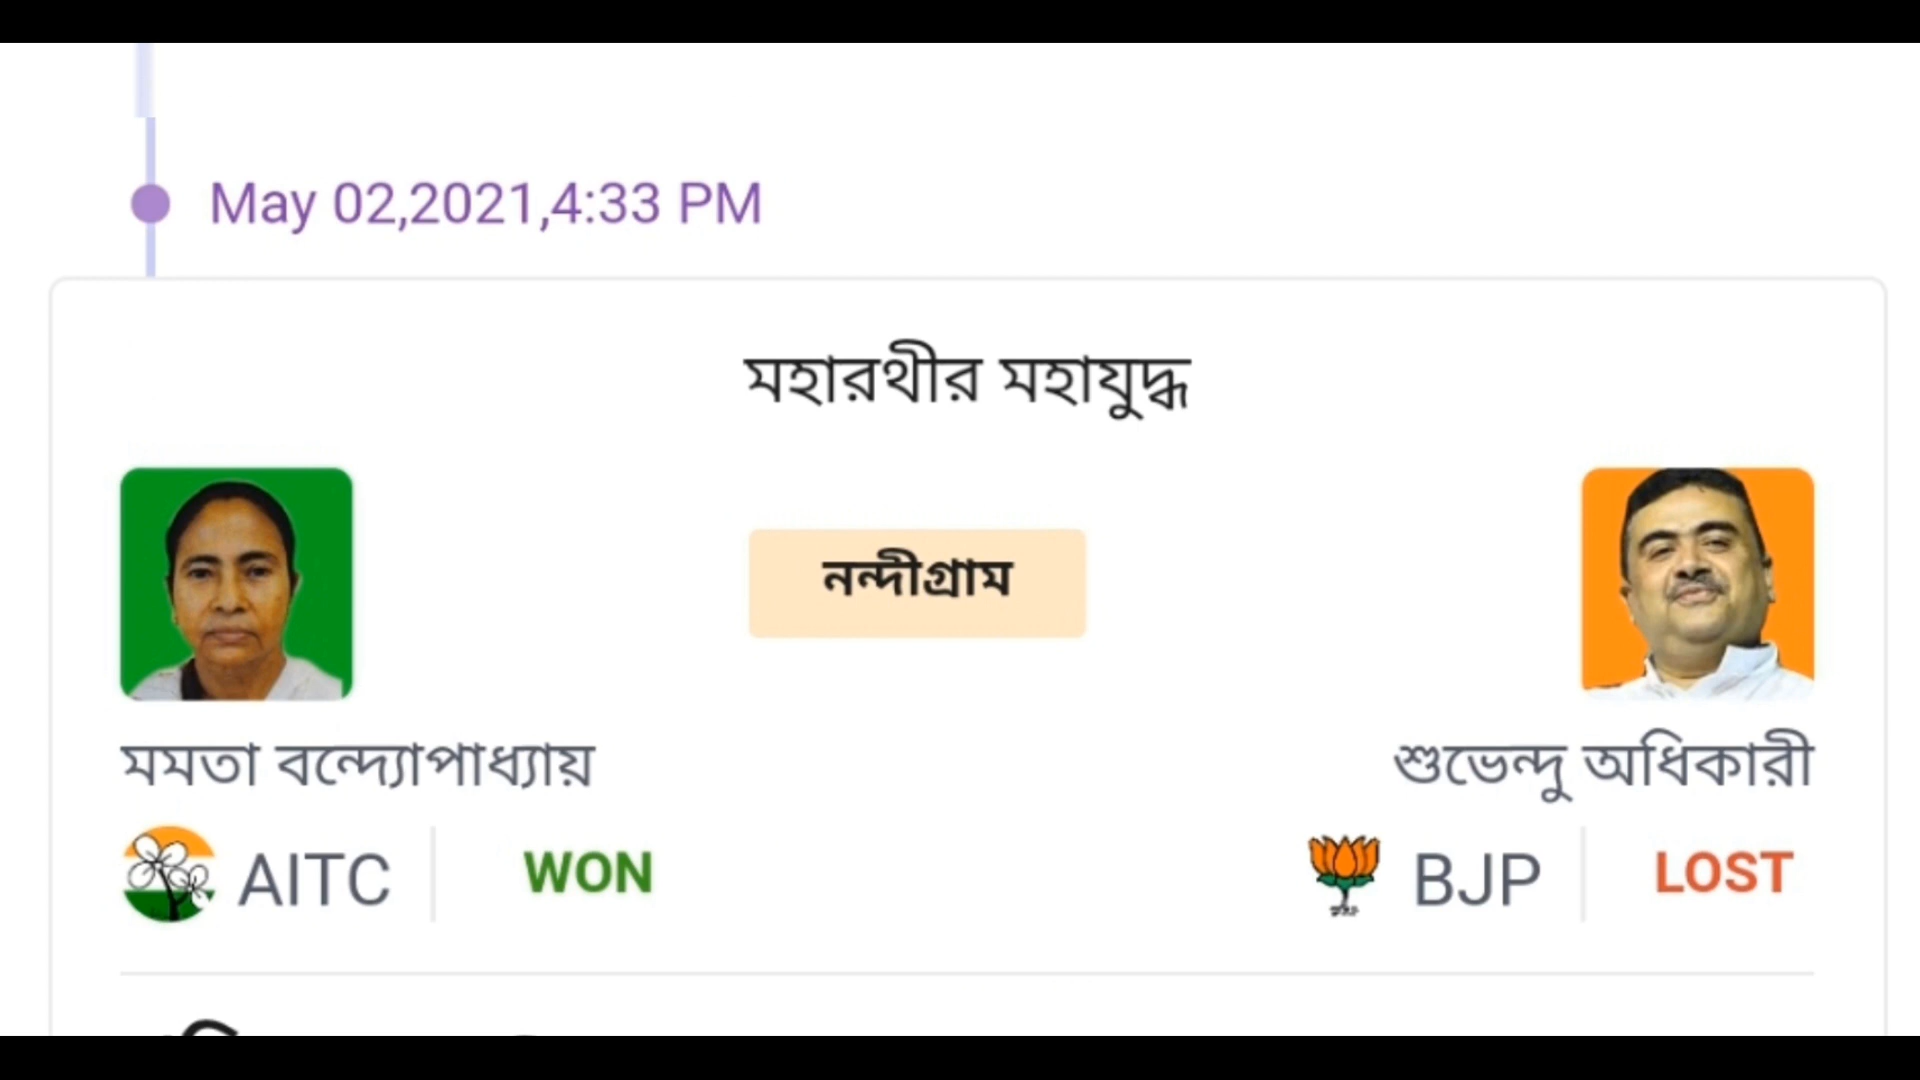 May 02,2021,4:33 PM
মহারথীর মহাযুদ্ধ
নন্দীগ্রাম
মমতা বন্দ্যোপাধ্যায়
শুভেন্দু অধিকারী
AITC WON
BJP LOST